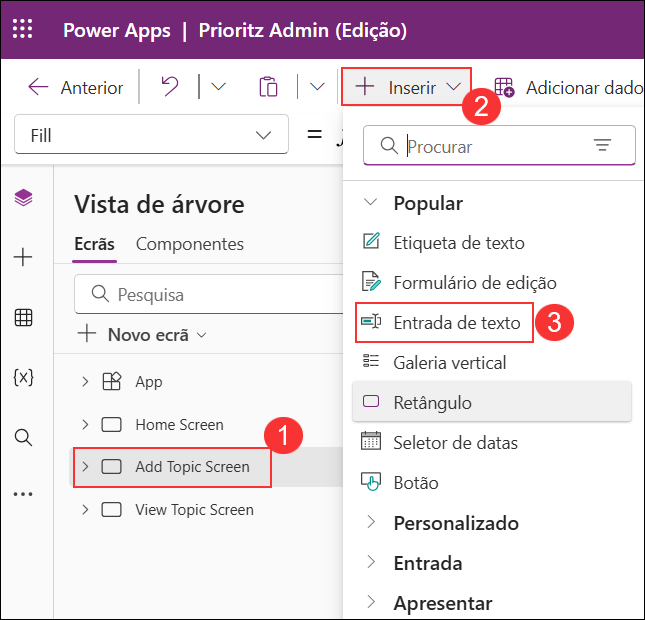 Power Apps | Prioritz Admin (Edição)
Anterior
Inserir
Adicionar dado
2
Fill
=
Procurar
Vista de árvore
Ecrãs
Componentes
Pesquisa
Novo ecrã
App
Home Screen
1
Add Topic Screen
View Topic Screen
Popular
Etiqueta de texto
Formulário de edição
Entrada de texto
3
Galeria vertical
Retângulo
Seletor de datas
Botão
Personalizado
Entrada
Apresentar